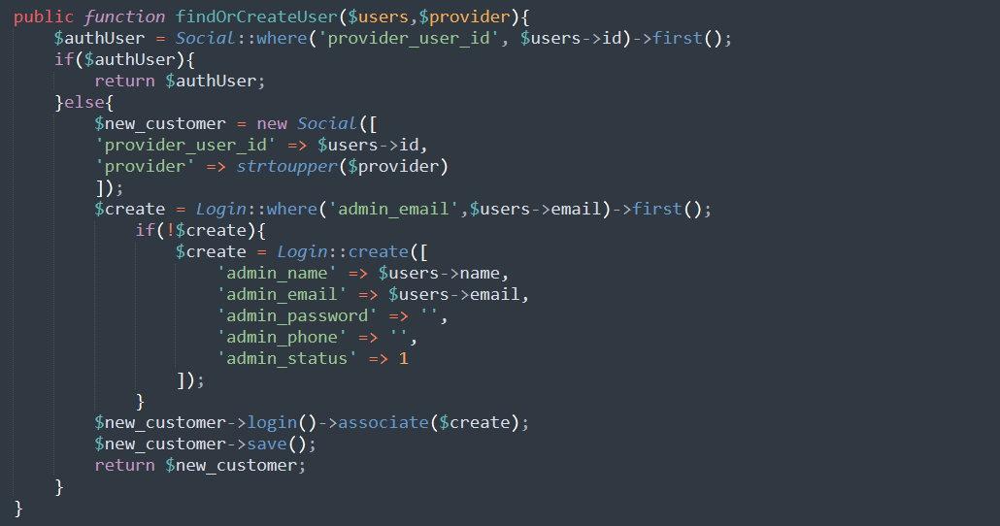 public function findOrCreateUser($users,$provider){
    $authUser = Social::where('provider_user_id', $users->id)->first();
    if($authUser){
        return $authUser;
    }else{
        $new_customer = new Social([
        'provider_user_id' => $users->id,
        'provider' => strtoupper($provider)
        ]);
        $create = Login::where('admin_email',$users->email)->first();
            if(!$create){
                $create = Login::create([
                    'admin_name' => $users->name,
                    'admin_email' => $users->email,
                    'admin_password' => '',
                    'admin_phone' => '',
                    'admin_status' => 1
                ]);
            }
        $new_customer->login()->associate($create);
        $new_customer->save();
        return $new_customer;
    }
}